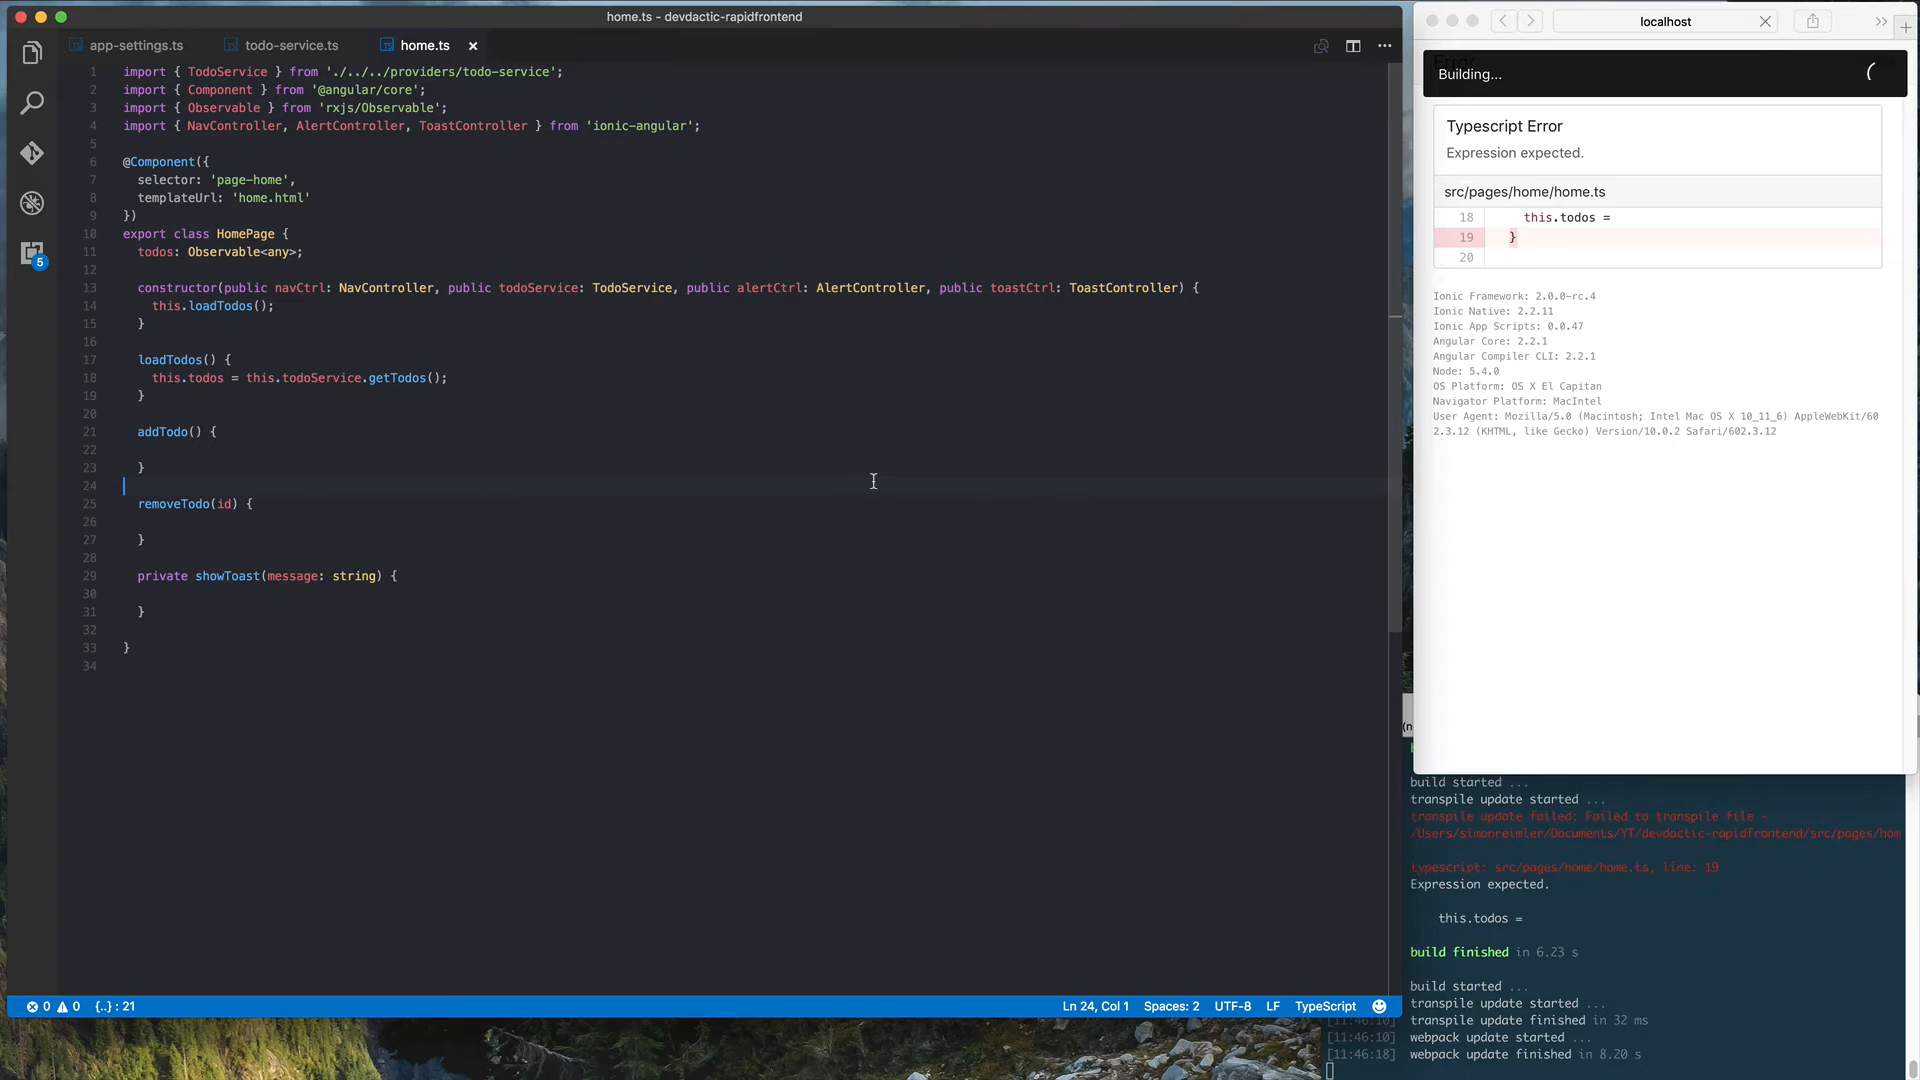 home.ts - devdactic-rapidfrontend
app-settings.ts
todo-service.ts
home.ts
1 import { TodoService } from './../../providers/todo-service';
2 import { Component } from '@angular/core';
3 import { Observable } from 'rxjs/Observable';
4 import { NavController, AlertController, ToastController } from 'ionic-angular';
5
6 @Component({
7 selector: 'page-home',
8 templateUrl: 'home.html'
9 })
10 export class HomePage {
11 todos: Observable<any>;
12
13 constructor(public navCtrl: NavController, public todoService: TodoService, public alertCtrl: AlertController, public toastCtrl: ToastController) {
14 this.loadTodos();
15 }
16
17 loadTodos() {
18 this.todos = this.todoService.getTodos();
19 }
20
21 addTodo() {
22
23 }
24
25 removeTodo(id) {
26
27 }
28
29 private showToast(message: string) {
30
31 }
32
33 }
34
5
0 0 {..} : 21
Ln 24, Col 1 Spaces: 2 UTF-8 LF TypeScript
localhost
Building...
Typescript Error
Expression expected.
src/pages/home/home.ts
18 this.todos =
19 }
20
Ionic Framework: 2.0.0-rc.4
Ionic Native: 2.2.11
Ionic App Scripts: 0.0.47
Angular Core: 2.2.1
Angular Compiler CLI: 2.2.1
Node: 5.4.0
OS Platform: OS X El Capitan
Navigator Platform: MacIntel
User Agent: Mozilla/5.0 (Macintosh; Intel Mac OS X 10_11_6) AppleWebKit/60
2.3.12 (KHTML, like Gecko) Version/10.0.2 Safari/602.3.12
(n
build started ...
transpile update started ...
transpile update failed: Failed to transpile file -
/Users/simonreimler/Documents/YT/devdactic-rapidfrontend/src/pages/hom
typescript: src/pages/home/home.ts, line: 19
Expression expected.
this.todos =
build finished in 6.23 s
build started ...
transpile update started ...
[11:46:10] transpile update finished in 32 ms
[11:46:10] webpack update started ...
[11:46:18] webpack update finished in 8.20 s